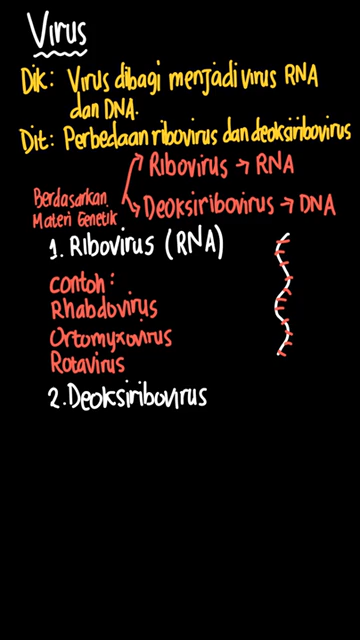 Virus
Dik: Virus dibagi menjadi virus RNA
dan DNA.
Dit: Perbedaan ribovirus dan deoksiribovirus
Berdasarkan
Materi Genetik
Ribovirus → RNA
Deoksiribovirus → DNA
1. Ribovirus (RNA)
Contoh:
Rhabdovirus
Ortomyxovirus
Rotavirus
2. Deoksiribovirus